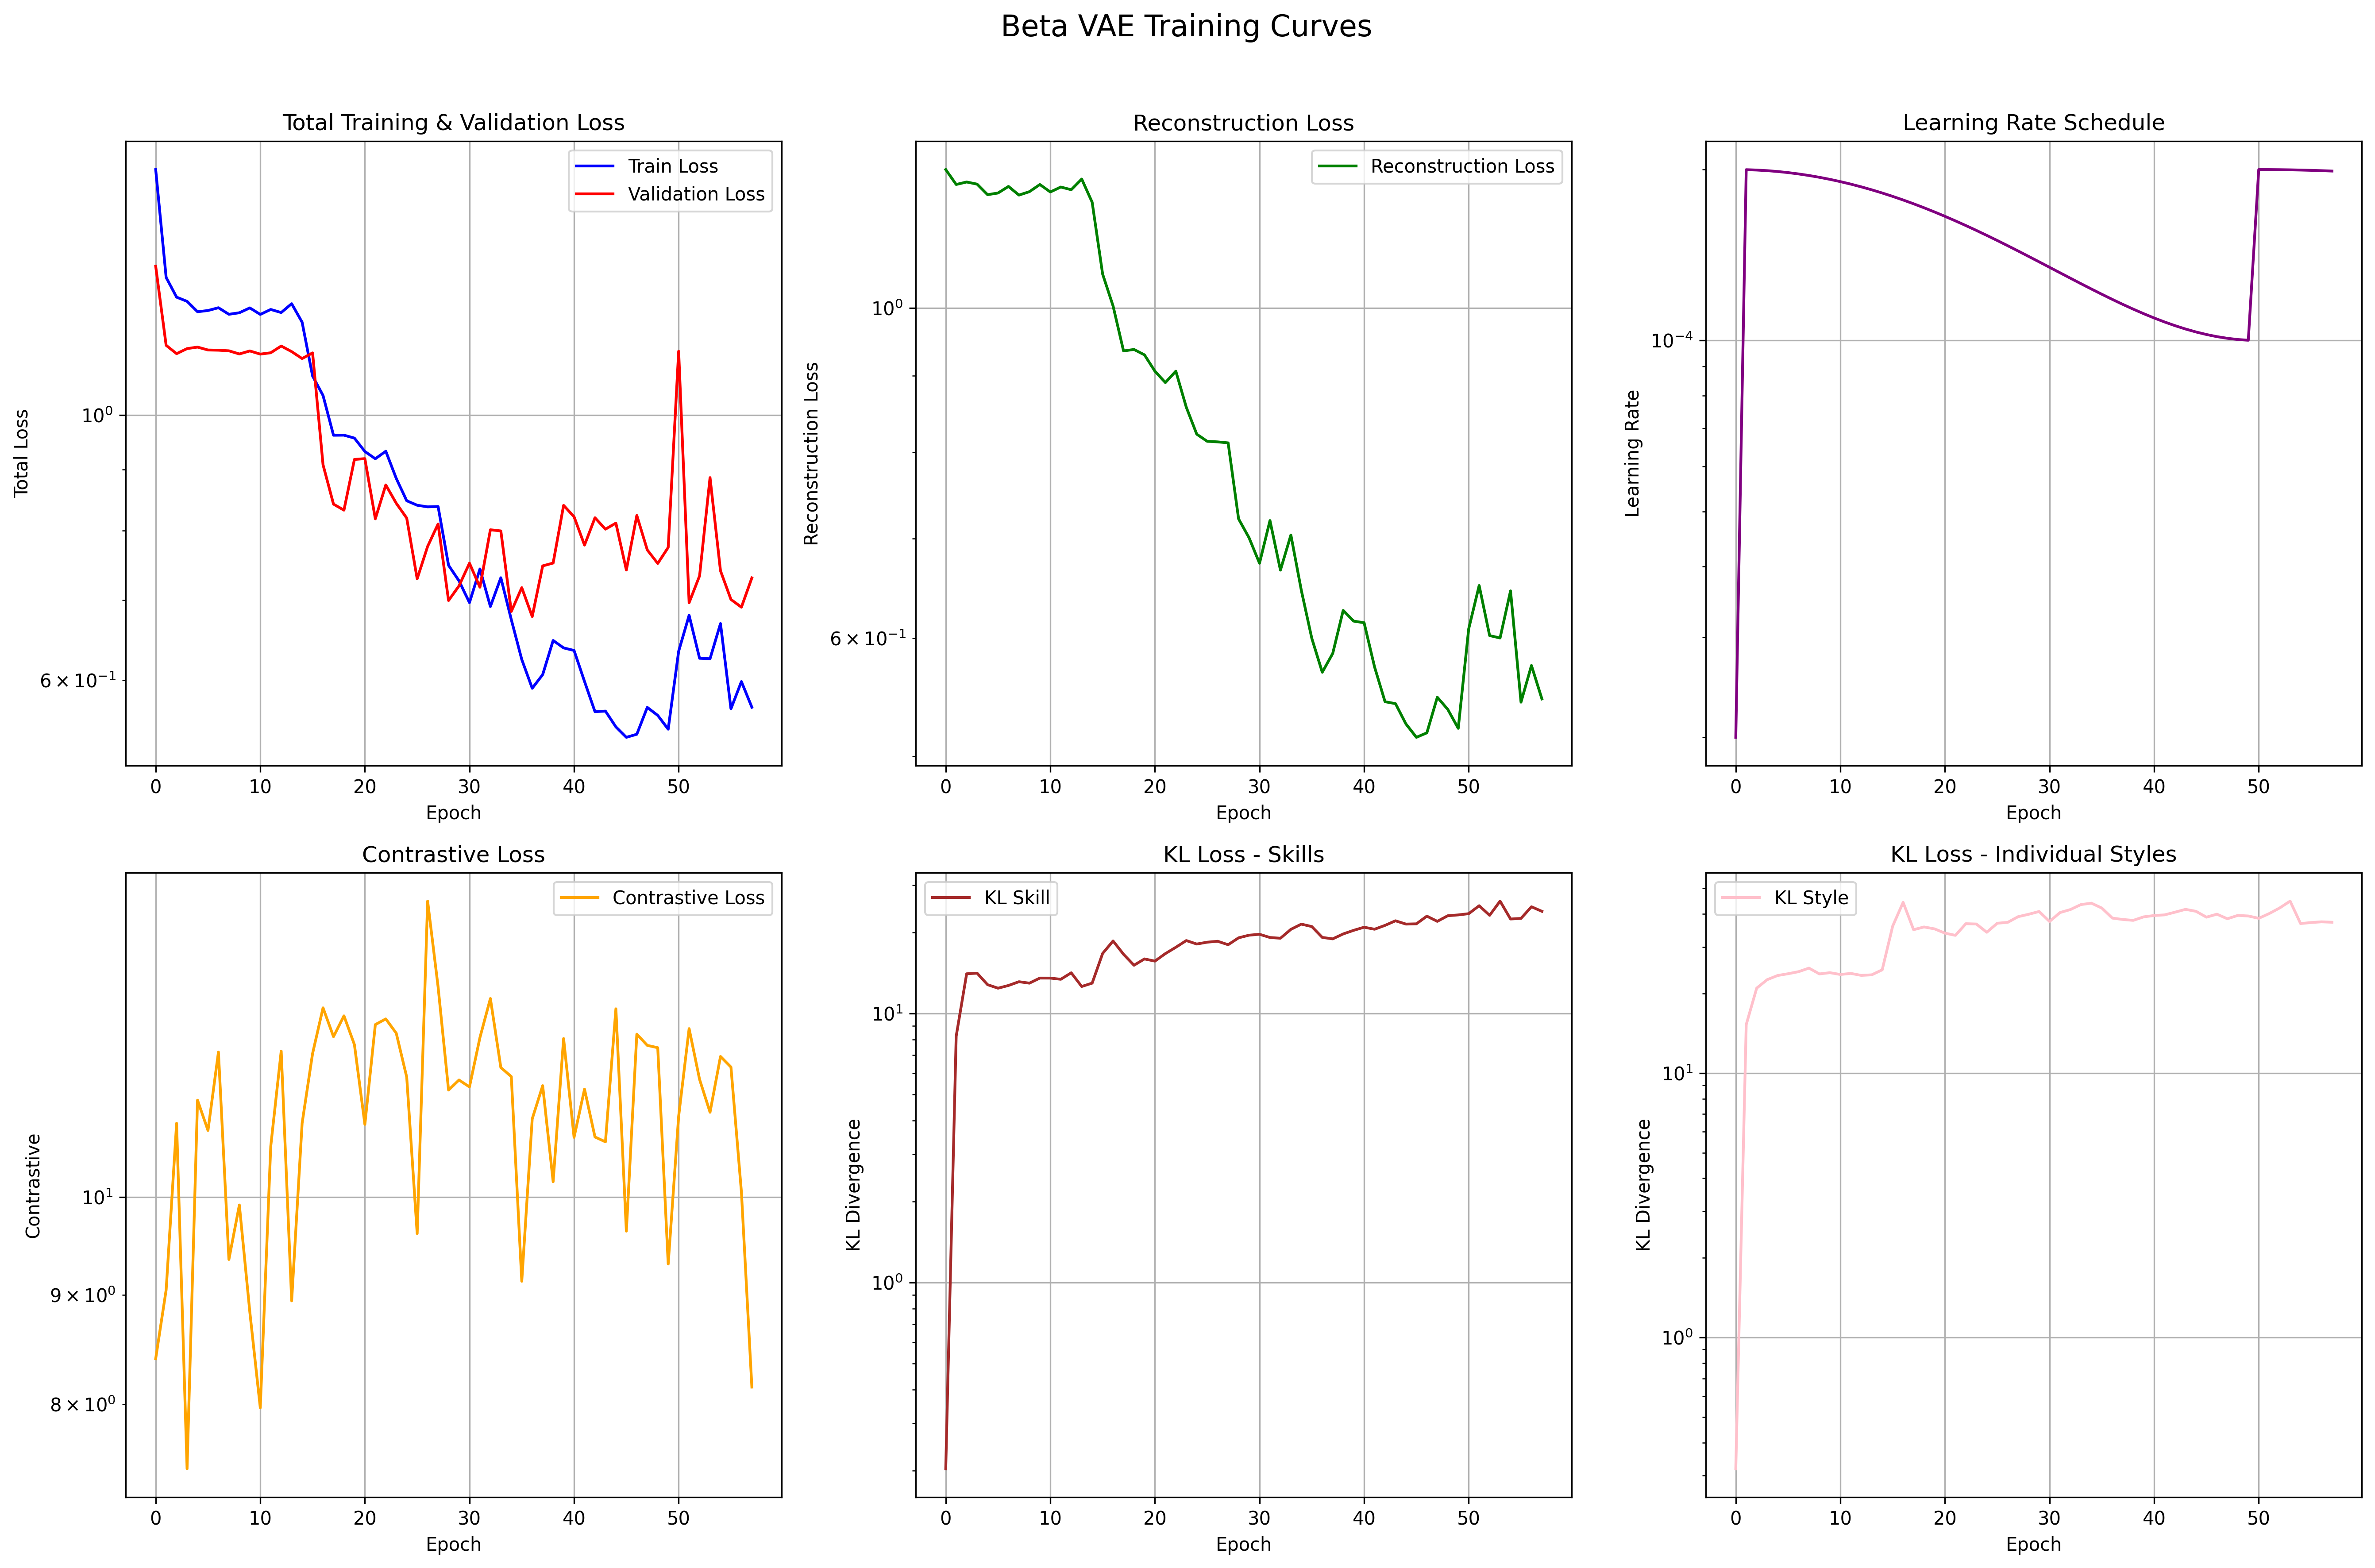 Beta VAE Training Curves
Total Training & Validation Loss
Train Loss
Validation Loss
Total Loss
10⁰
6 × 10⁻¹
0 10 20 30 40 50
Epoch
Reconstruction Loss
Reconstruction Loss
Reconstruction Loss
10⁰
6 × 10⁻¹
0 10 20 30 40 50
Epoch
Learning Rate Schedule
Learning Rate
10⁻⁴
0 10 20 30 40 50
Epoch
Contrastive Loss
Contrastive Loss
Contrastive
10¹
9 × 10⁰
8 × 10⁰
0 10 20 30 40 50
Epoch
KL Loss - Skills
KL Skill
KL Divergence
10¹
10⁰
0 10 20 30 40 50
Epoch
KL Loss - Individual Styles
KL Style
KL Divergence
10¹
10⁰
0 10 20 30 40 50
Epoch